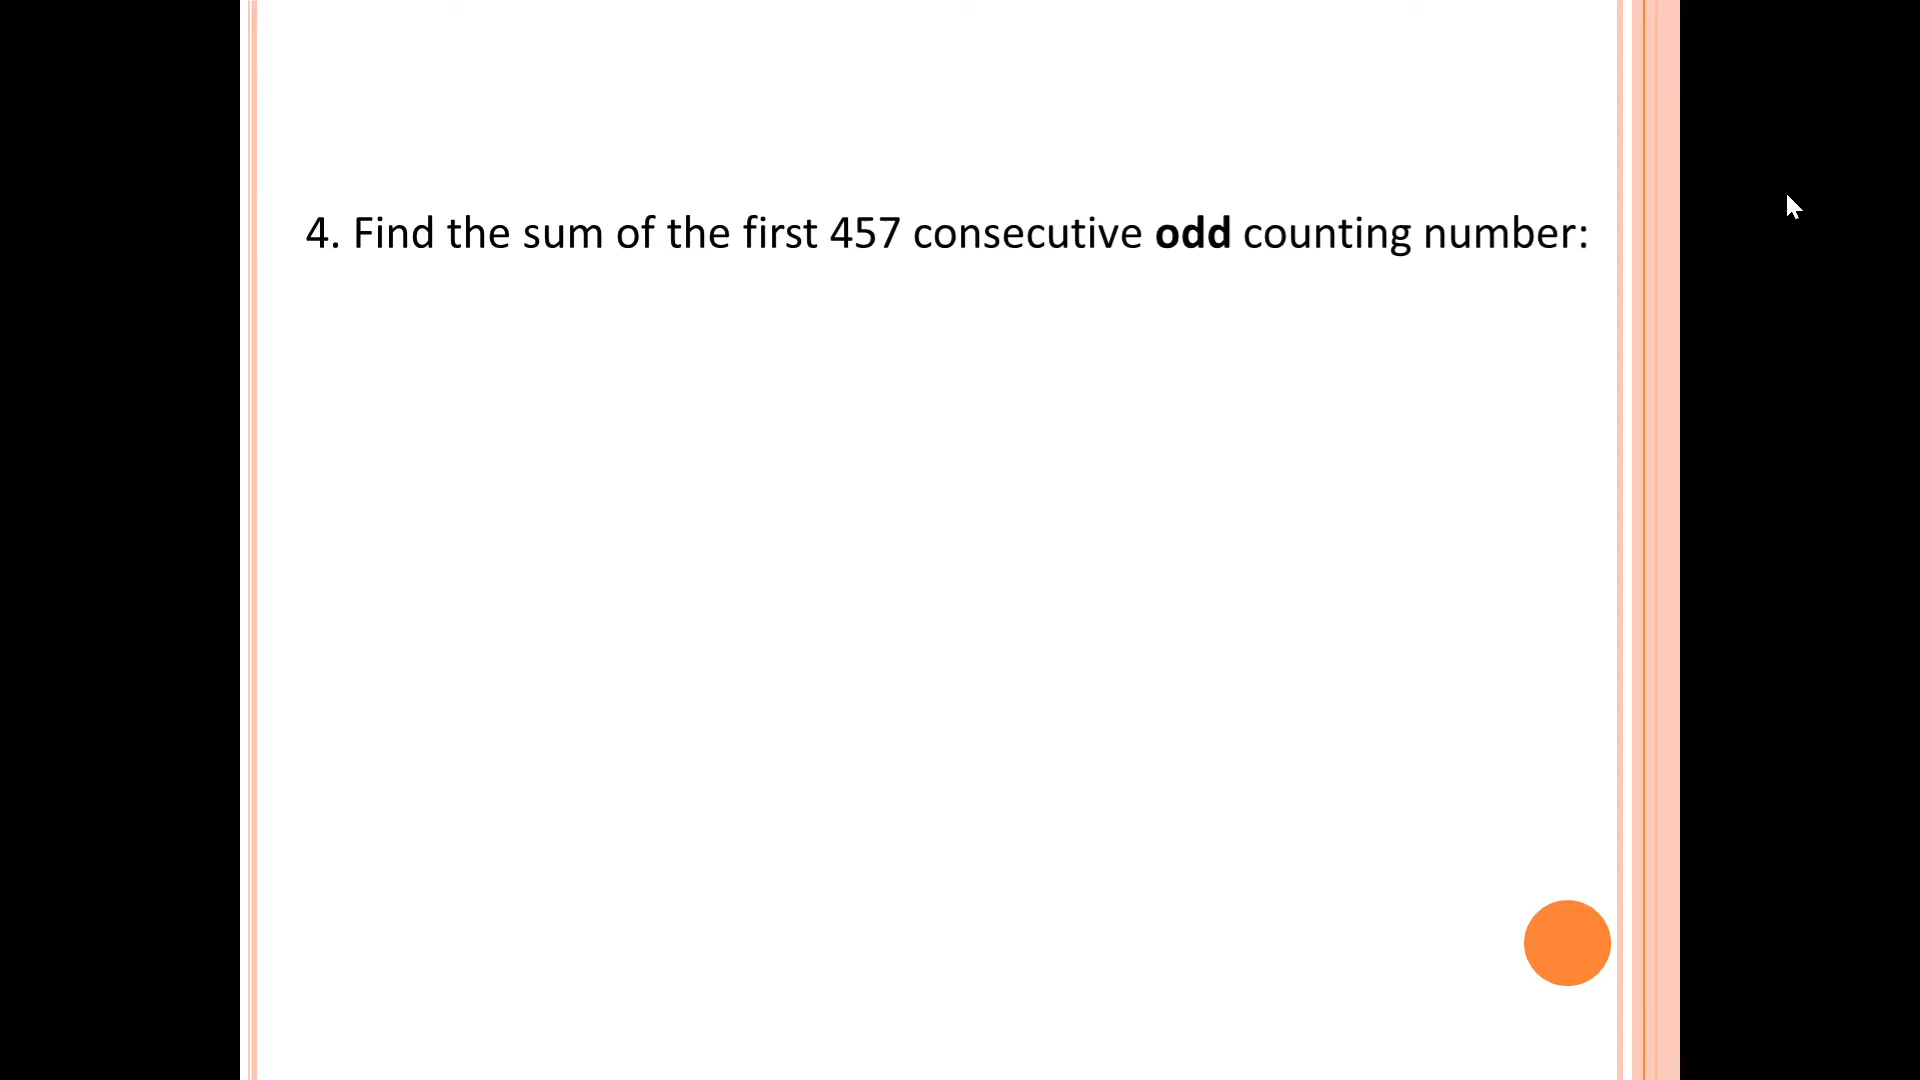 4. Find the sum of the first 457 consecutive odd counting number: